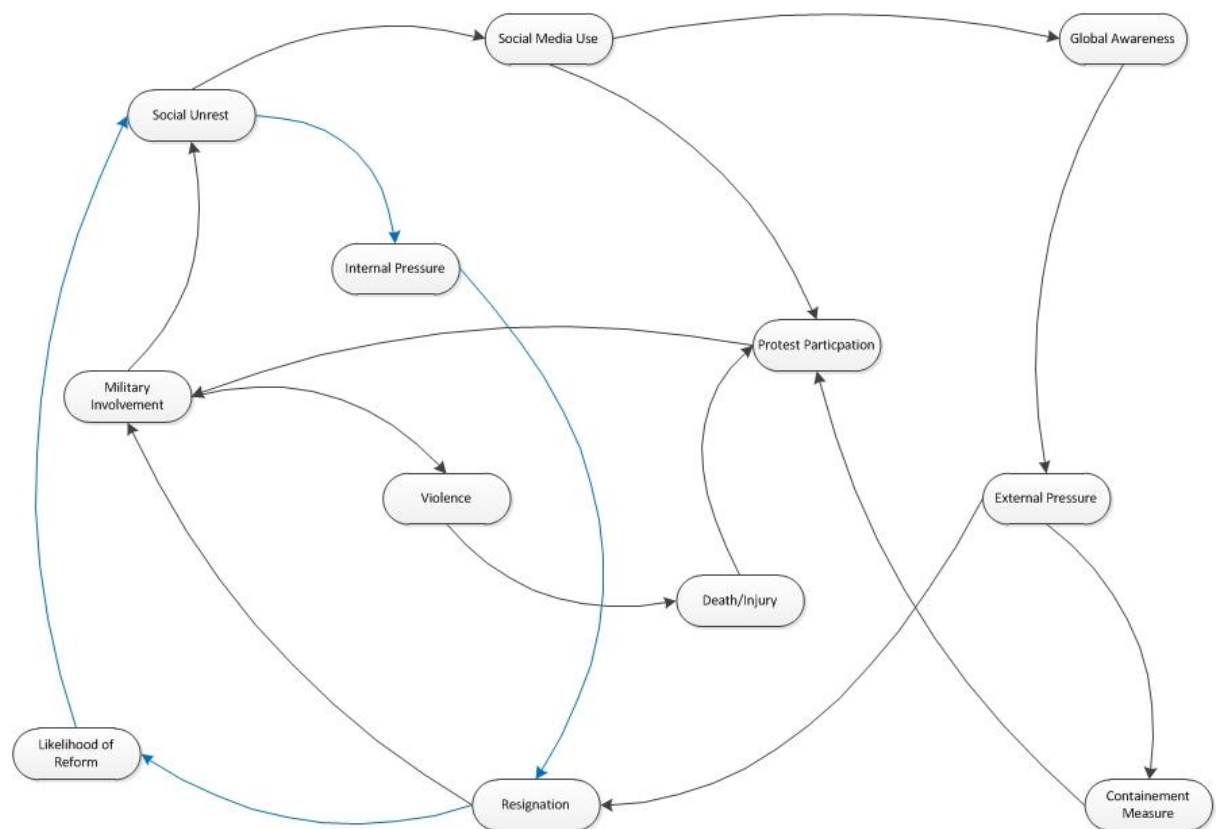 Social Media Use
Global Awareness
Social Unrest
Internal Pressure
Protest Particpation
Military
Involvement
Violence
External Pressure
Death/Injury
Likelihood of
Reform
Resignation
Containement
Measure